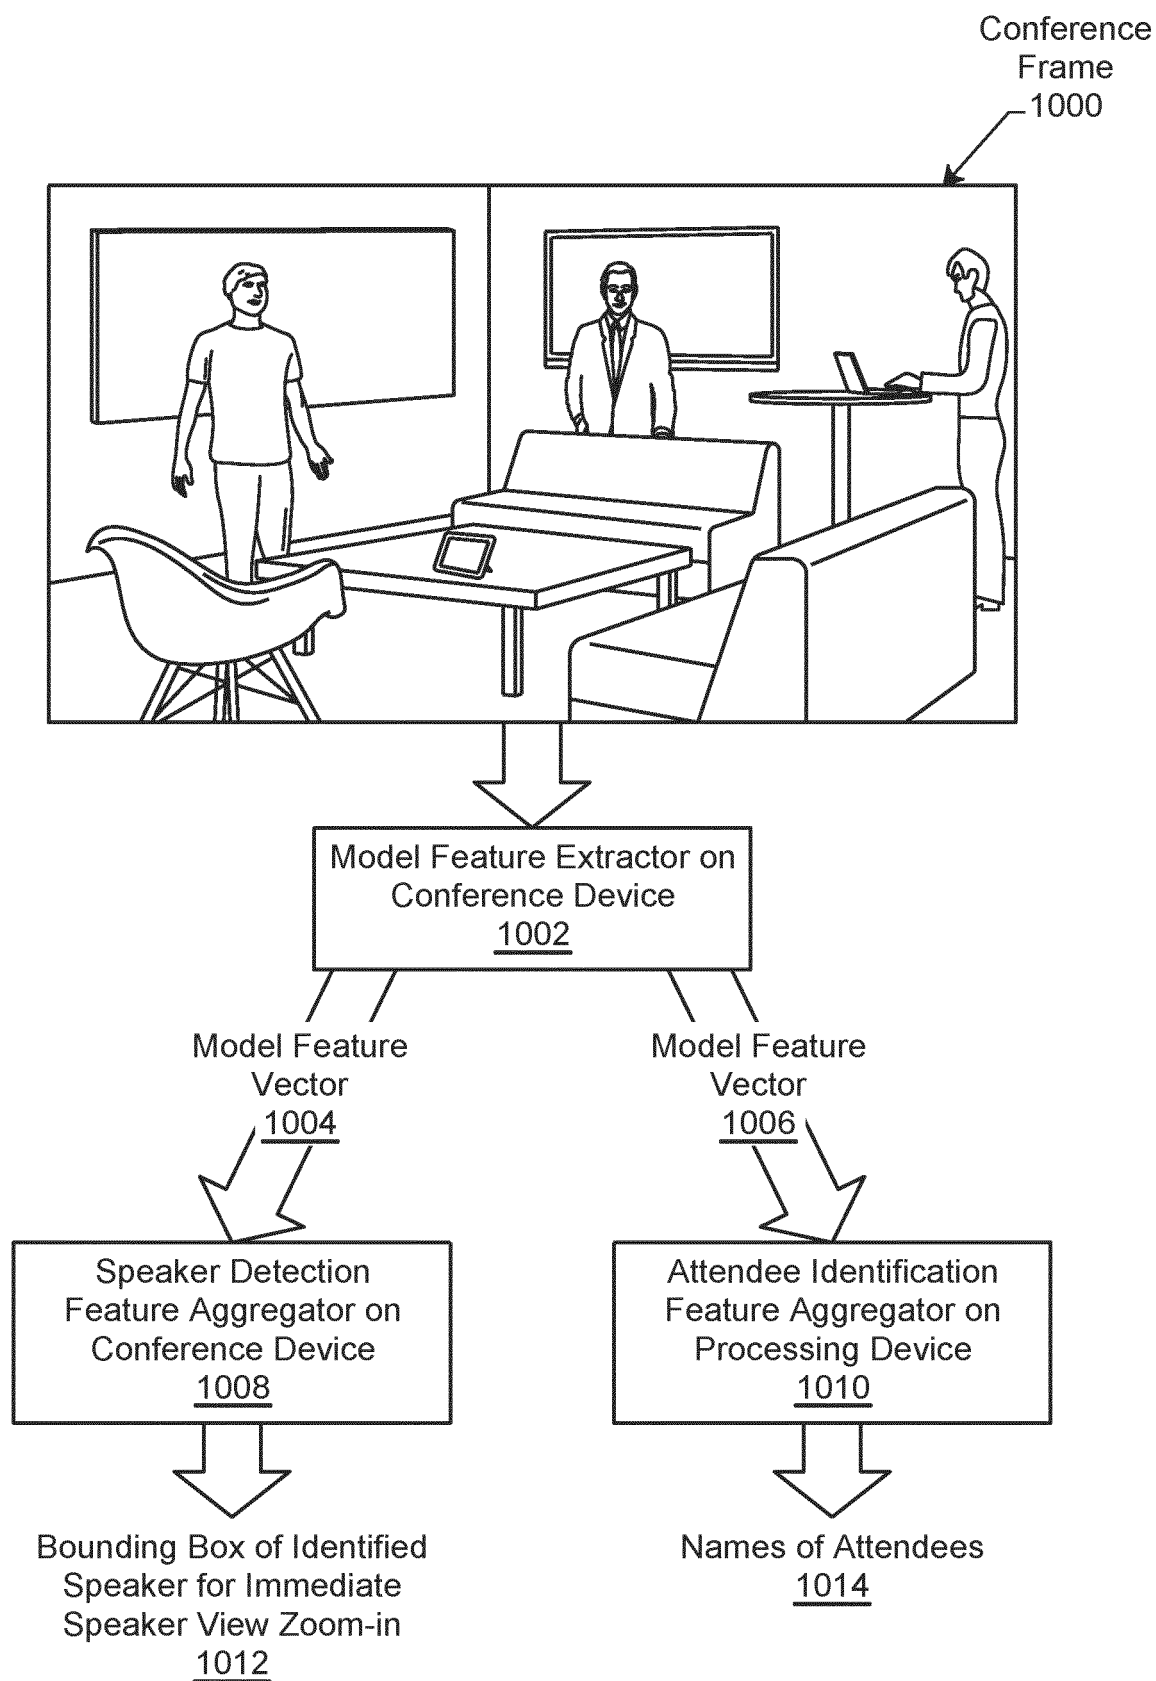 Conference
Frame
1000
Model Feature Extractor on
Conference Device
1002
Model Feature
Vector
1004
Model Feature
Vector
1006
Speaker Detection
Feature Aggregator on
Conference Device
1008
Attendee Identification
Feature Aggregator on
Processing Device
1010
Bounding Box of Identified
Speaker for Immediate
Speaker View Zoom-in
1012
Names of Attendees
1014